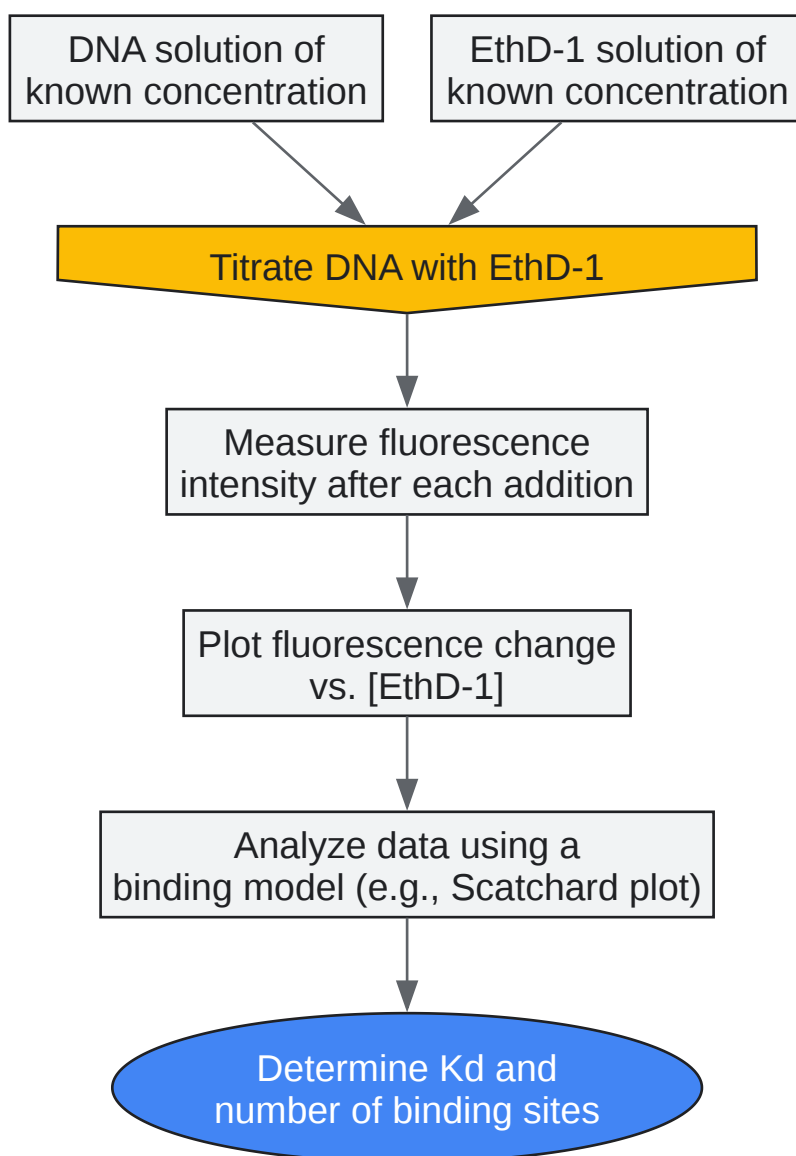 DNA solution of
known concentration
EthD-1 solution of
known concentration
Titrate DNA with EthD-1
Measure fluorescence
intensity after each addition
Plot fluorescence change
vs. [EthD-1]
Analyze data using a
binding model (e.g., Scatchard plot)
Determine Kd and
number of binding sites